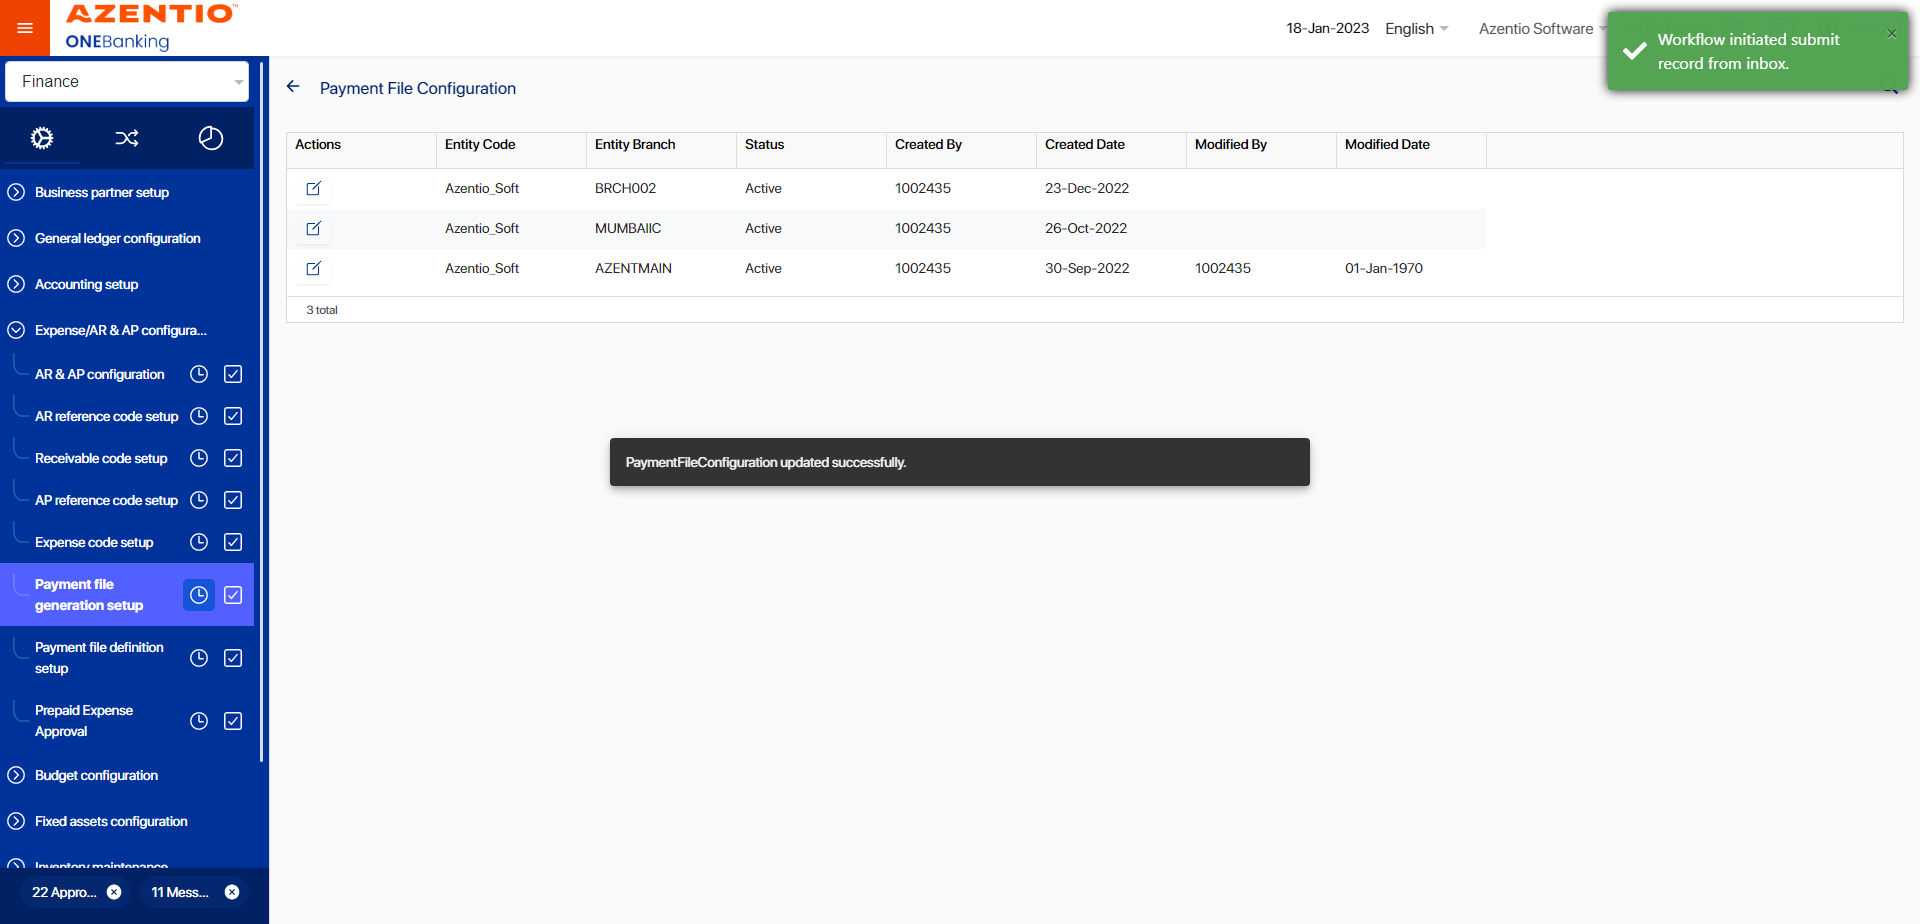 AZENTIO
ONEBanking
18-Jan-2023
English
Azentio Software
Workflow initiated submit
record from inbox.
Finance
Payment File Configuration
Actions Entity Code Entity Branch Status Created By Created Date Modified By Modified Date
Azentio_Soft BRCH002 Active 1002435 23-Dec-2022
Azentio_Soft MUMBAIIC Active 1002435 26-Oct-2022
Azentio_Soft AZENTMAIN Active 1002435 30-Sep-2022 1002435 01-Jan-1970
3 total
PaymentFileConfiguration updated successfully.
Business partner setup
General ledger configuration
Accounting setup
Expense/AR & AP configura...
AR & AP configuration
AR reference code setup
Receivable code setup
AP reference code setup
Expense code setup
Payment file
generation setup
Payment file definition
setup
Prepaid Expense
Approval
Budget configuration
Fixed assets configuration
Inventory maintenance
22 Appro...
11 Mess...